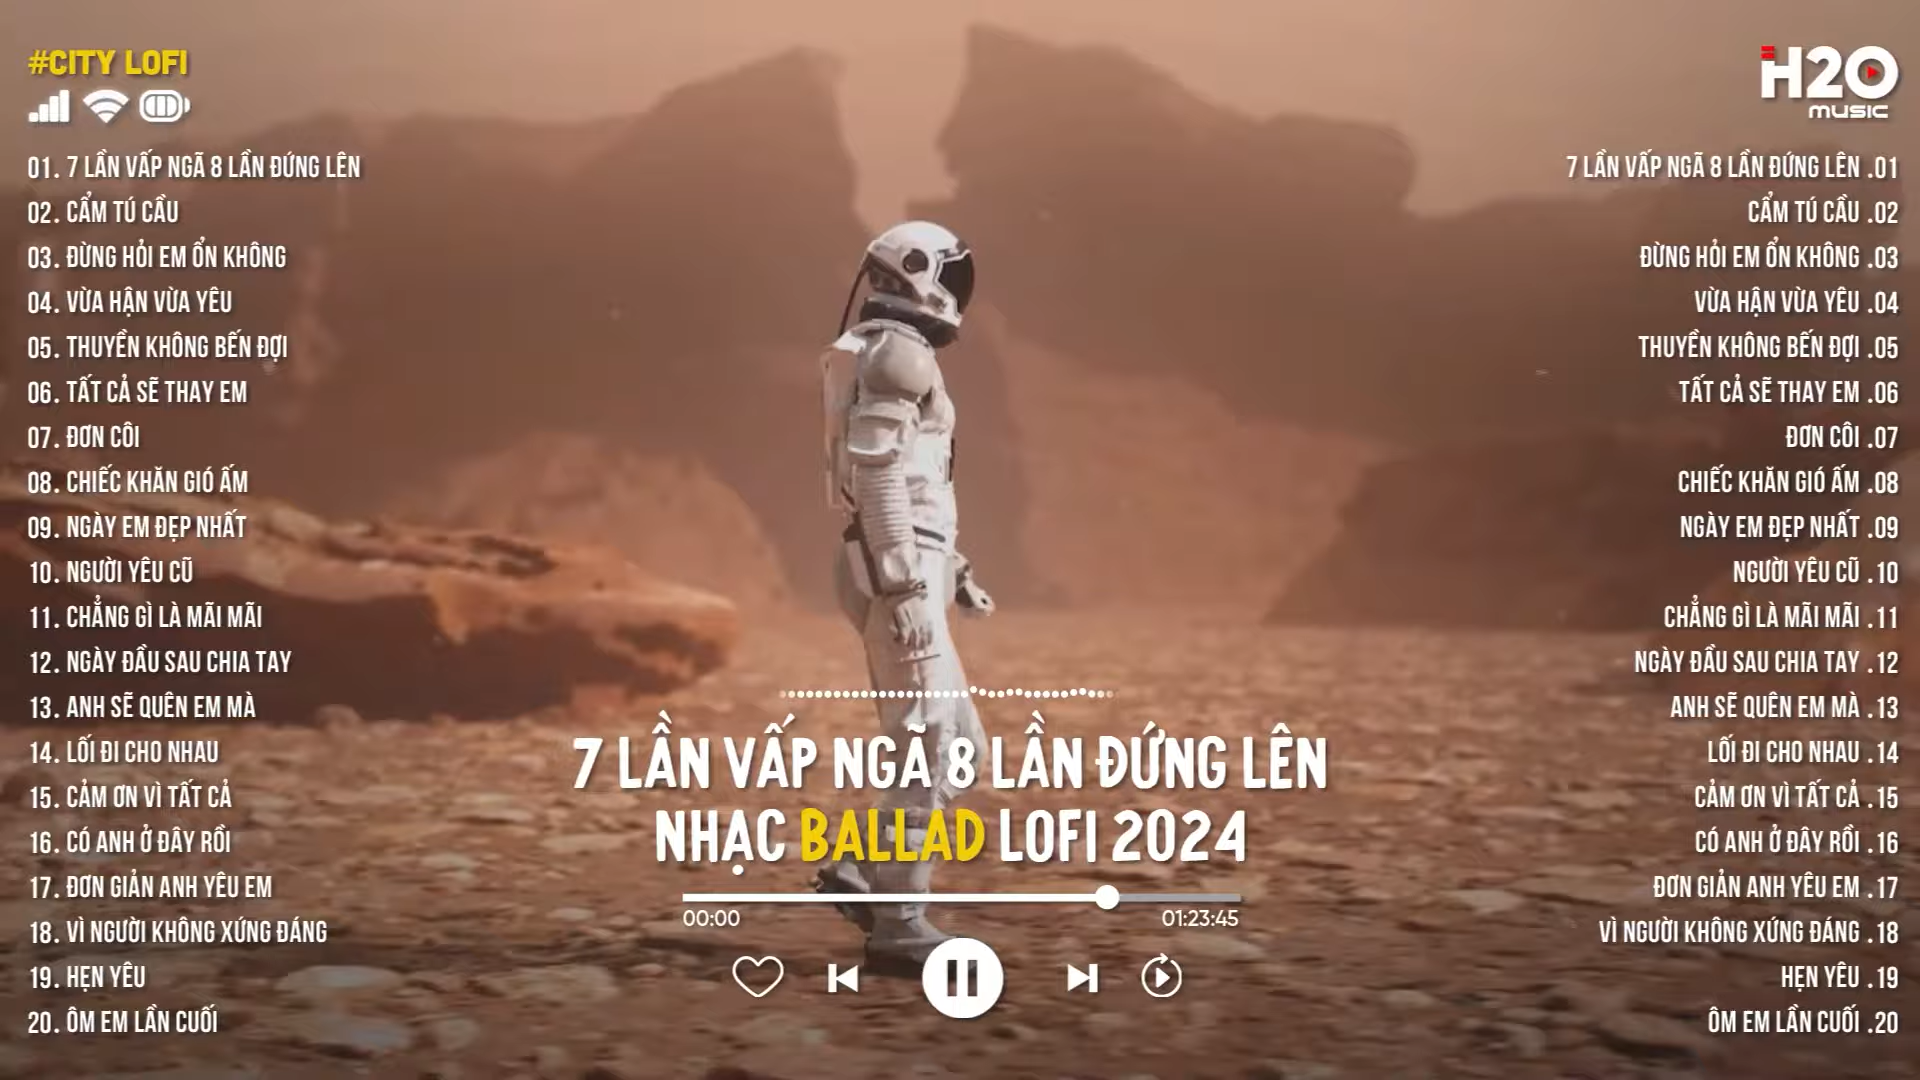 #CITY LOFI
H2O
MUSIC
01. 7 LẦN VẤP NGÃ 8 LẦN ĐỨNG LÊN
02. CẨM TÚ CẦU
03. ĐỪNG HỎI EM ỔN KHÔNG
04. VỪA HẬN VỪA YÊU
05. THUYỀN KHÔNG BẾN ĐỢI
06. TẤT CẢ SẼ THAY EM
07. ĐƠN CÔI
08. CHIẾC KHĂN GIÓ ẤM
09. NGÀY EM ĐẸP NHẤT
10. NGƯỜI YÊU CŨ
11. CHẲNG GÌ LÀ MÃI MÃI
12. NGÀY ĐẦU SAU CHIA TAY
13. ANH SẼ QUÊN EM MÀ
14. LỐI ĐI CHO NHAU
15. CẢM ƠN VÌ TẤT CẢ
16. CÓ ANH Ở ĐÂY RỒI
17. ĐƠN GIẢN ANH YÊU EM
18. VÌ NGƯỜI KHÔNG XỨNG ĐÁNG
19. HẸN YÊU
20. ÔM EM LẦN CUỐI
7 LẦN VẤP NGÃ 8 LẦN ĐỨNG LÊN
NHẠC BALLAD LOFI 2024
00:00
01:23:45
7 LẦN VẤP NGÃ 8 LẦN ĐỨNG LÊN .01
CẨM TÚ CẦU .02
ĐỪNG HỎI EM ỔN KHÔNG .03
VỪA HẬN VỪA YÊU .04
THUYỀN KHÔNG BẾN ĐỢI .05
TẤT CẢ SẼ THAY EM .06
ĐƠN CÔI .07
CHIẾC KHĂN GIÓ ẤM .08
NGÀY EM ĐẸP NHẤT .09
NGƯỜI YÊU CŨ .10
CHẲNG GÌ LÀ MÃI MÃI .11
NGÀY ĐẦU SAU CHIA TAY .12
ANH SẼ QUÊN EM MÀ .13
LỐI ĐI CHO NHAU .14
CẢM ƠN VÌ TẤT CẢ .15
CÓ ANH Ở ĐÂY RỒI .16
ĐƠN GIẢN ANH YÊU EM .17
VÌ NGƯỜI KHÔNG XỨNG ĐÁNG .18
HẸN YÊU .19
ÔM EM LẦN CUỐI .20